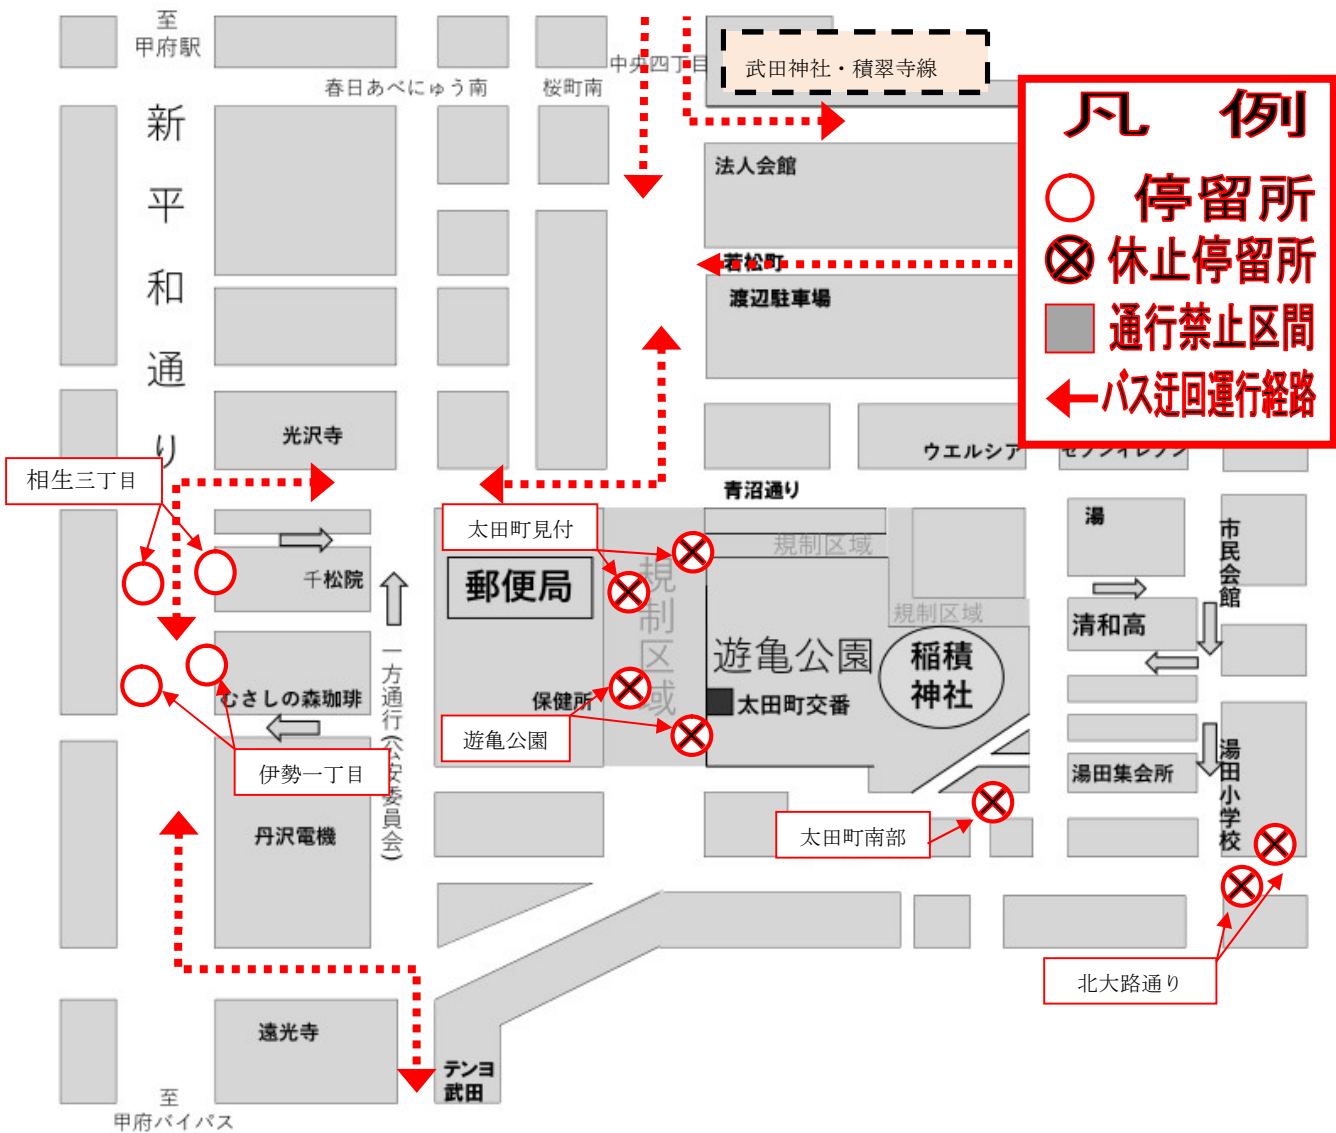 至
甲府駅
新平和通り
春日あべにゅう南
桜町南
中央四丁目
武田神社・積翠寺線
凡 例
停留所
休止停留所
通行禁止区間
バス迂回運行経路
法人会館
若松町
渡辺駐車場
光沢寺
ウエルシア
セブンイレブン
相生三丁目
青沼通り
太田町見付
規制区域
湯
市民会館
千松院
郵便局
規制区域
規制区域
清和高
遊亀公園
稲積
神社
一方通行(公安委員会)
むさしの森珈琲
保健所
太田町交番
遊亀公園
伊勢一丁目
湯田集会所
湯田小学校
丹沢電機
太田町南部
北大路通り
遠光寺
テンヨ
武田
至
甲府バイパス